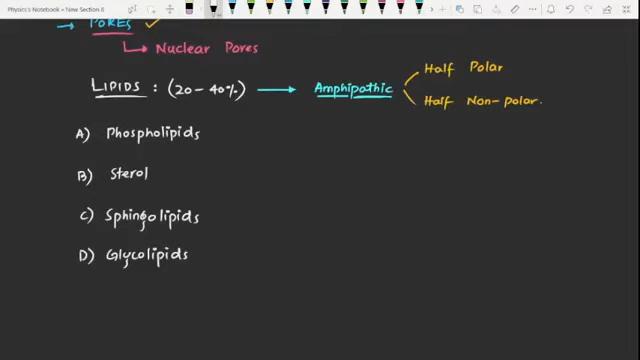 Physics's Notebook » New Section 6
→ PORES ✓
↳ Nuclear Pores
LIPIDS : (20-40%) → Amphipathic
Half Polar
Half Non-polar.
A) Phospholipids
B) Sterol
C) Sphingolipids
D) Glycolipids